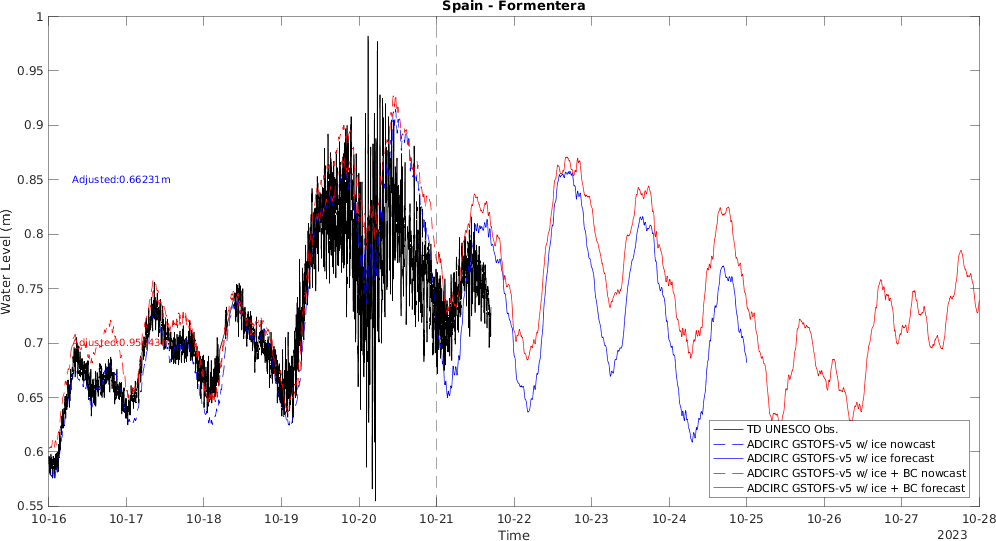 Spain - Formentera
1
0.95
0.9
0.85
0.8
0.75
0.7
0.65
0.6
0.55
Water Level (m)
Adjusted:0.66231m
TD UNESCO Obs.
ADCIRC GSTOFS-v5 w/ ice nowcast
ADCIRC GSTOFS-v5 w/ ice forecast
ADCIRC GSTOFS-v5 w/ ice + BC nowcast
ADCIRC GSTOFS-v5 w/ ice + BC forecast
10-16 10-17 10-18 10-19 10-20 10-21 10-22 10-23 10-24 10-25 10-26 10-27 10-28
Time
2023